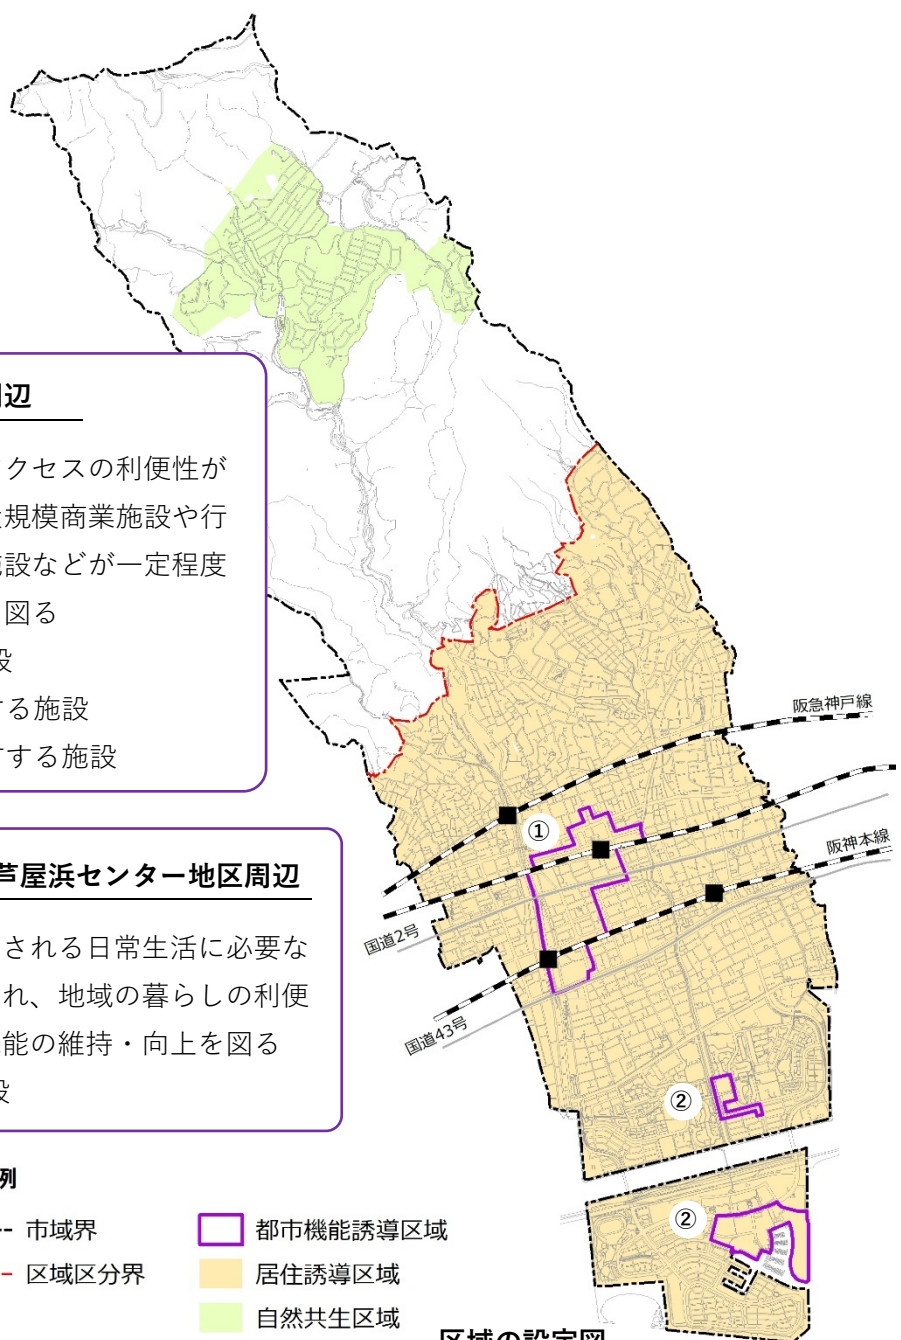 辺
クセスの利便性が
規模商業施設や行
設などが一定程度
図る
設
る施設
する施設
芦屋浜センター地区周辺
される日常生活に必要な
れ、地域の暮らしの利便
能の維持・向上を図る
設
阪急神戸線
①
阪神本線
国道2号
国道43号
②
②
例
市域界
区域区分界
都市機能誘導区域
居住誘導区域
自然共生区域
区域の設定図